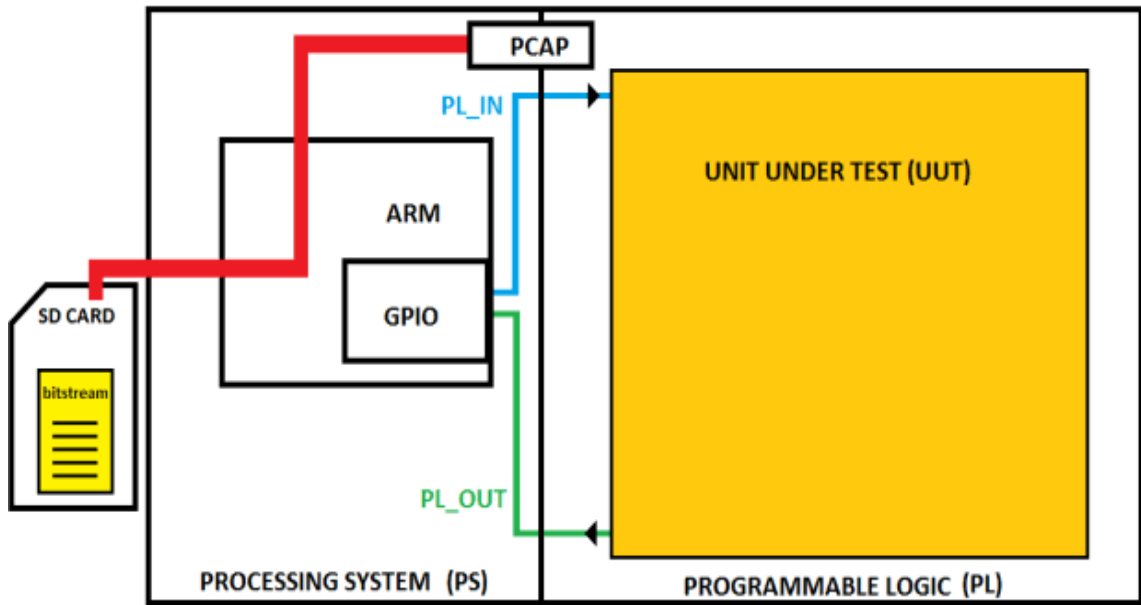 PCAP
PL_IN
UNIT UNDER TEST (UUT)
ARM
GPIO
SD CARD
bitstream
PL_OUT
PROCESSING SYSTEM (PS)
PROGRAMMABLE LOGIC (PL)